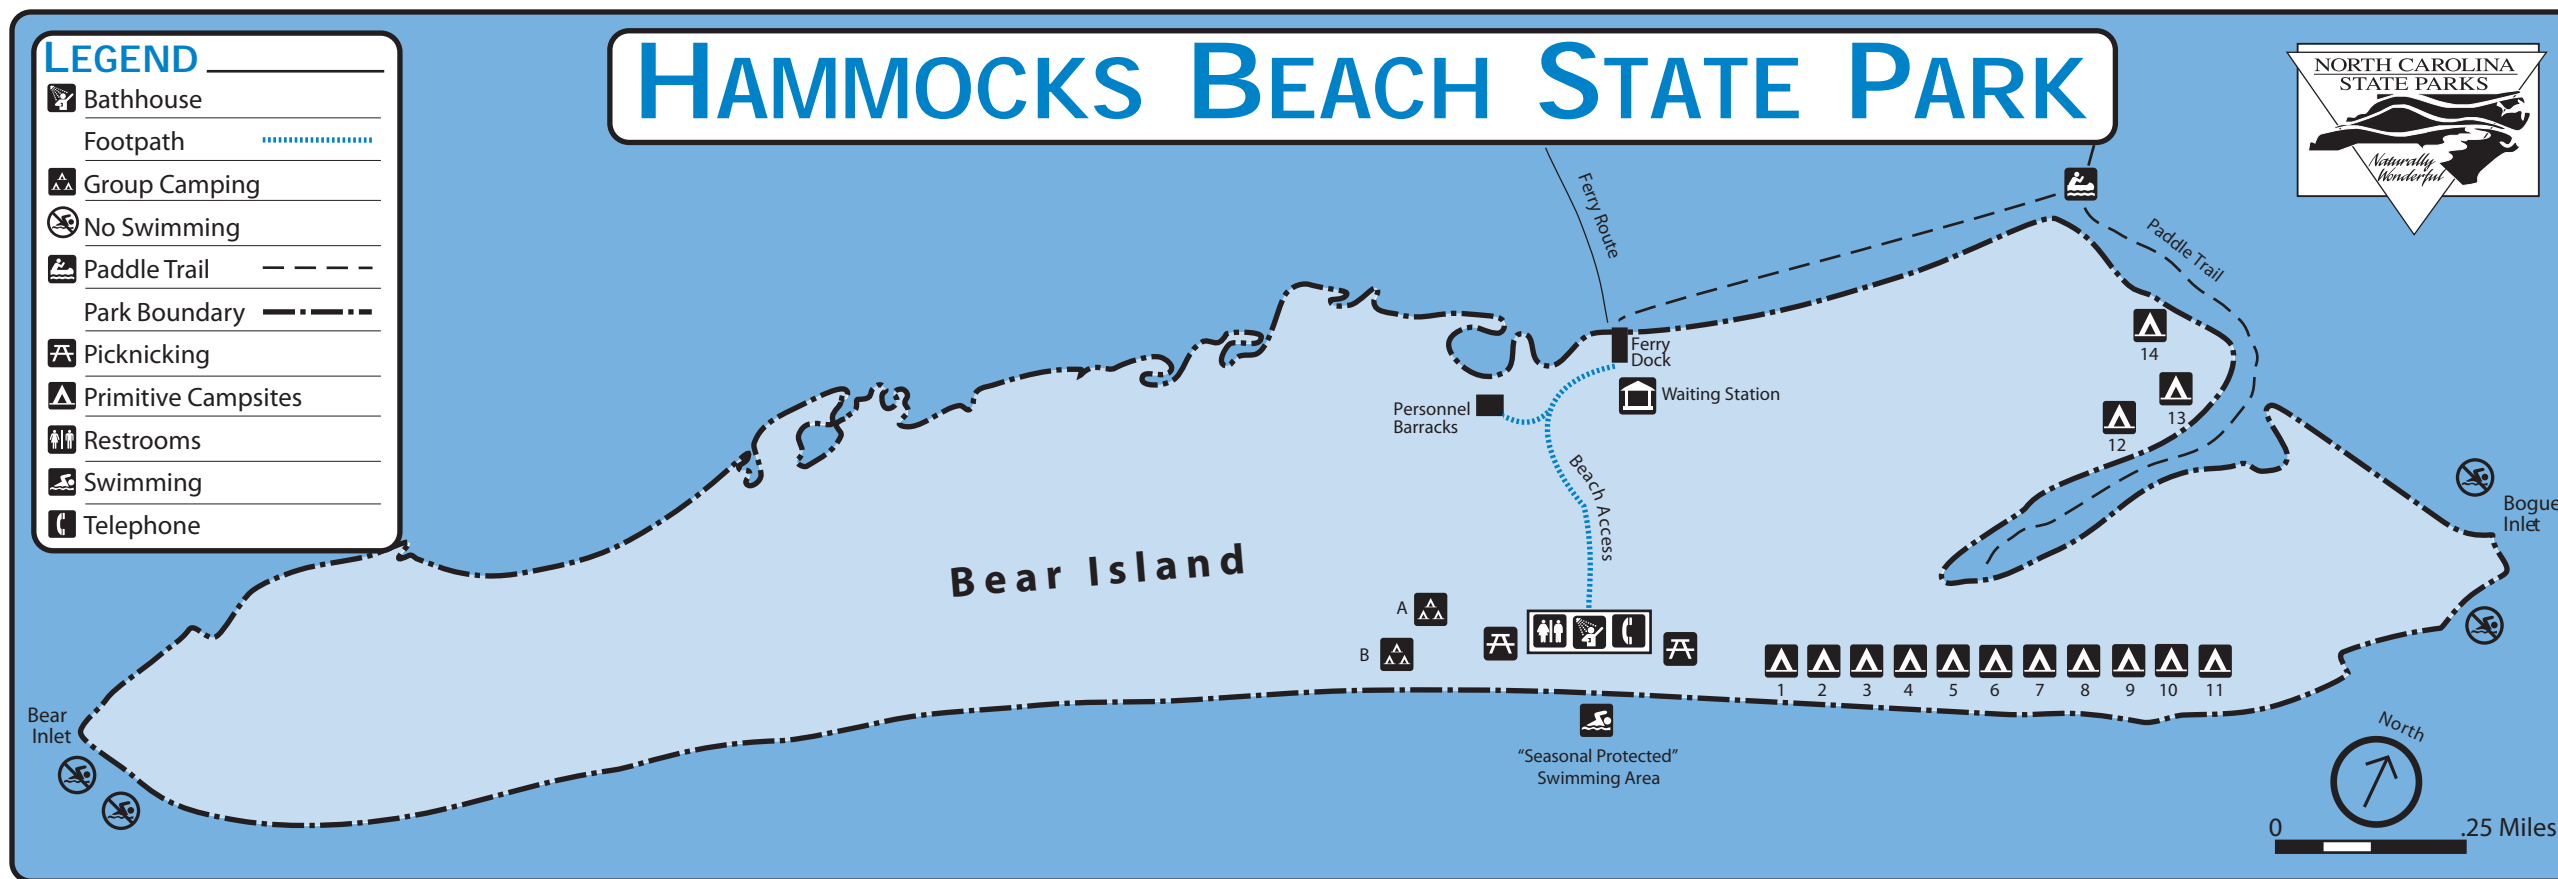 HAMMOCKS BEACH STATE PARK
LEGEND
Bathhouse
Footpath
Group Camping
No Swimming
Paddle Trail
Park Boundary
Picknicking
Primitive Campsites
Restrooms
Swimming
Telephone
NORTH CAROLINA
STATE PARKS
Naturally
Wonderful
Ferry Route
Paddle Trail
Ferry
Dock
Waiting Station
Personnel
Barracks
Beach Access
14
13
12
Bogue
Inlet
Bear Island
A
B
1 2 3 4 5 6 7 8 9 10 11
Bear
Inlet
"Seasonal Protected"
Swimming Area
North
0 .25 Miles